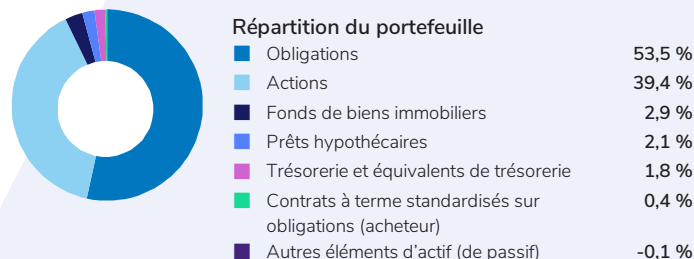 Répartition du portefeuille
Obligations 53,5 %
Actions 39,4 %
Fonds de biens immobiliers 2,9 %
Prêts hypothécaires 2,1 %
Trésorerie et équivalents de trésorerie 1,8 %
Contrats à terme standardisés sur 0,4 %
obligations (acheteur)
Autres éléments d'actif (de passif) -0,1 %